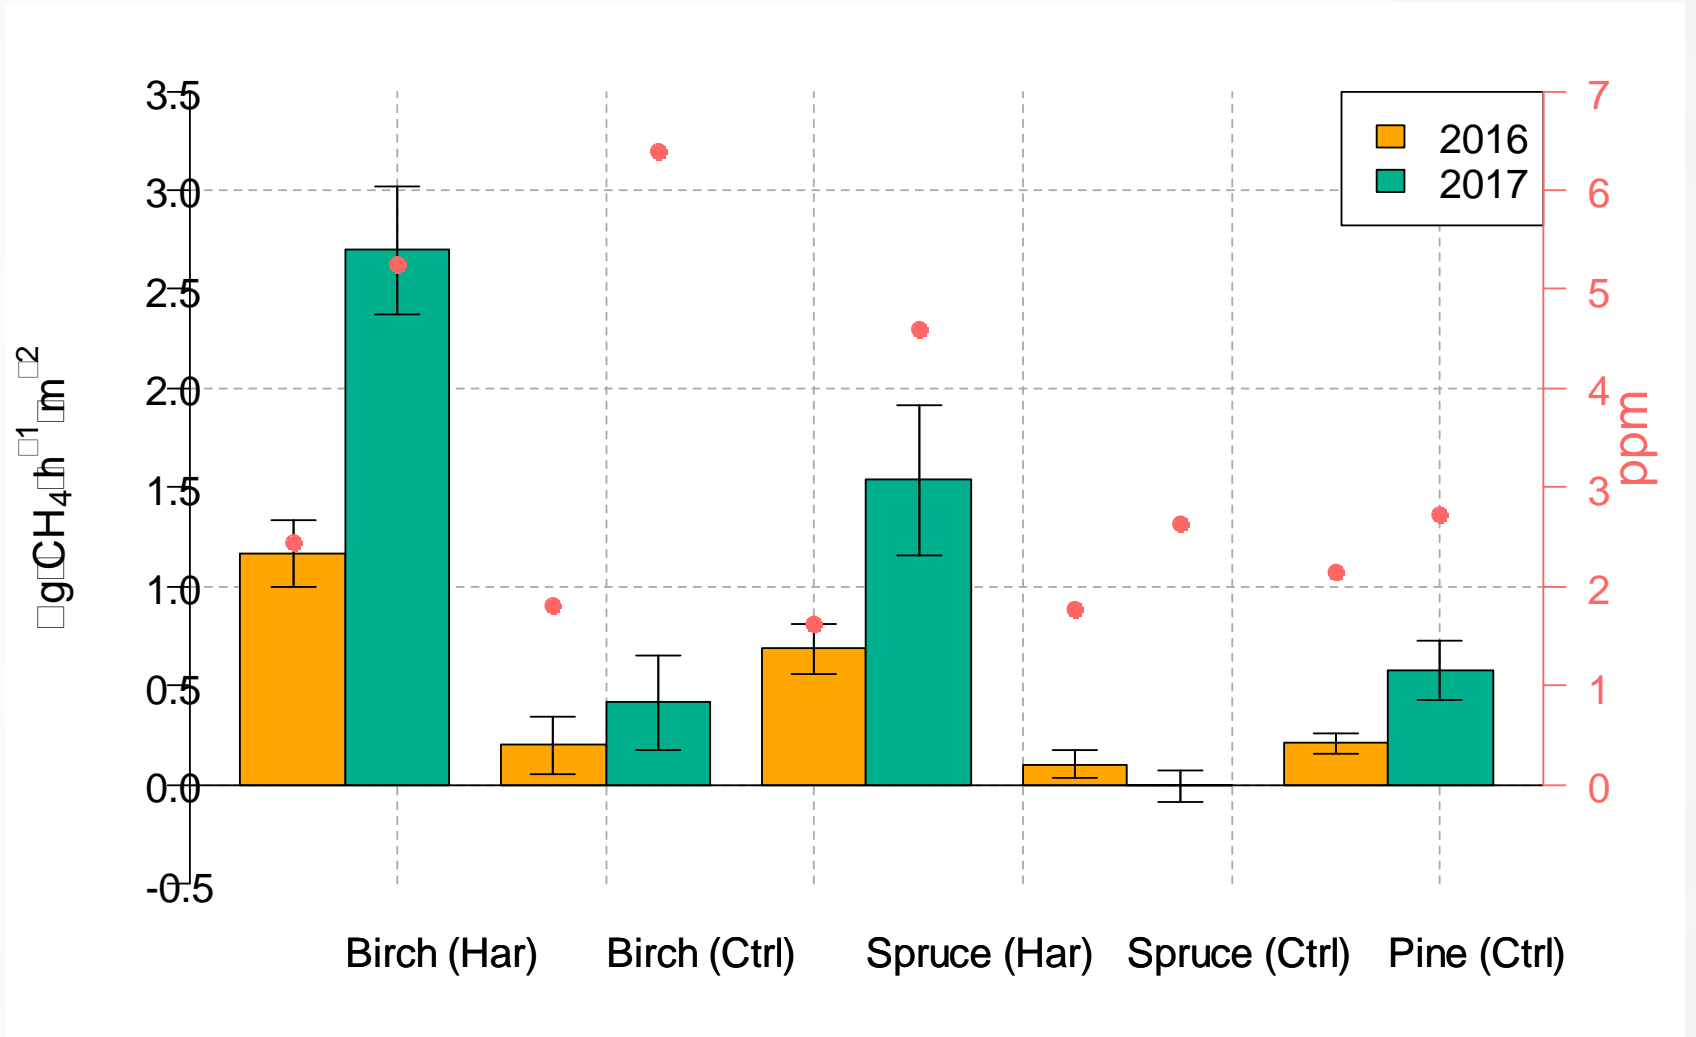 3.5
3.0
2.5
2.0
1.5
1.0
0.5
0.0
-0.5
□g□CH4□h□1□m□2
2016
2017
7
6
5
4
3
2
1
0
ppm
Birch (Har)
Birch (Ctrl)
Spruce (Har)
Spruce (Ctrl)
Pine (Ctrl)